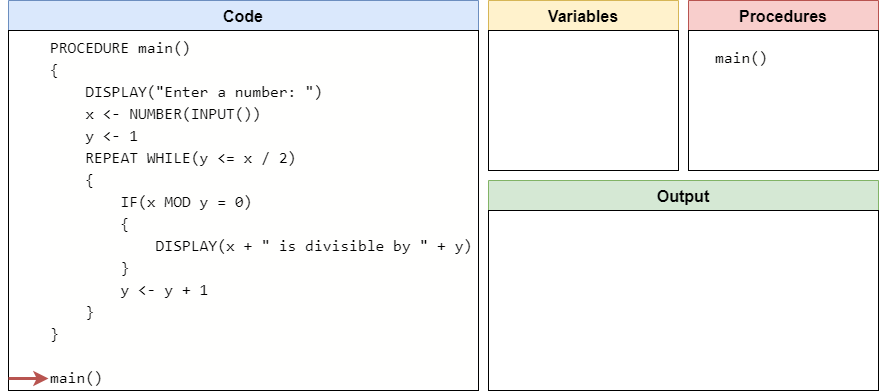 Code
PROCEDURE main()
{
DISPLAY("Enter a number: ")
x <- NUMBER(INPUT())
y <- 1
REPEAT WHILE(y <= x / 2)
{
IF(x MOD y = 0)
{
DISPLAY(x + " is divisible by " + y)
}
y <- y + 1
}
}
main()
Variables
Procedures
main()
Output